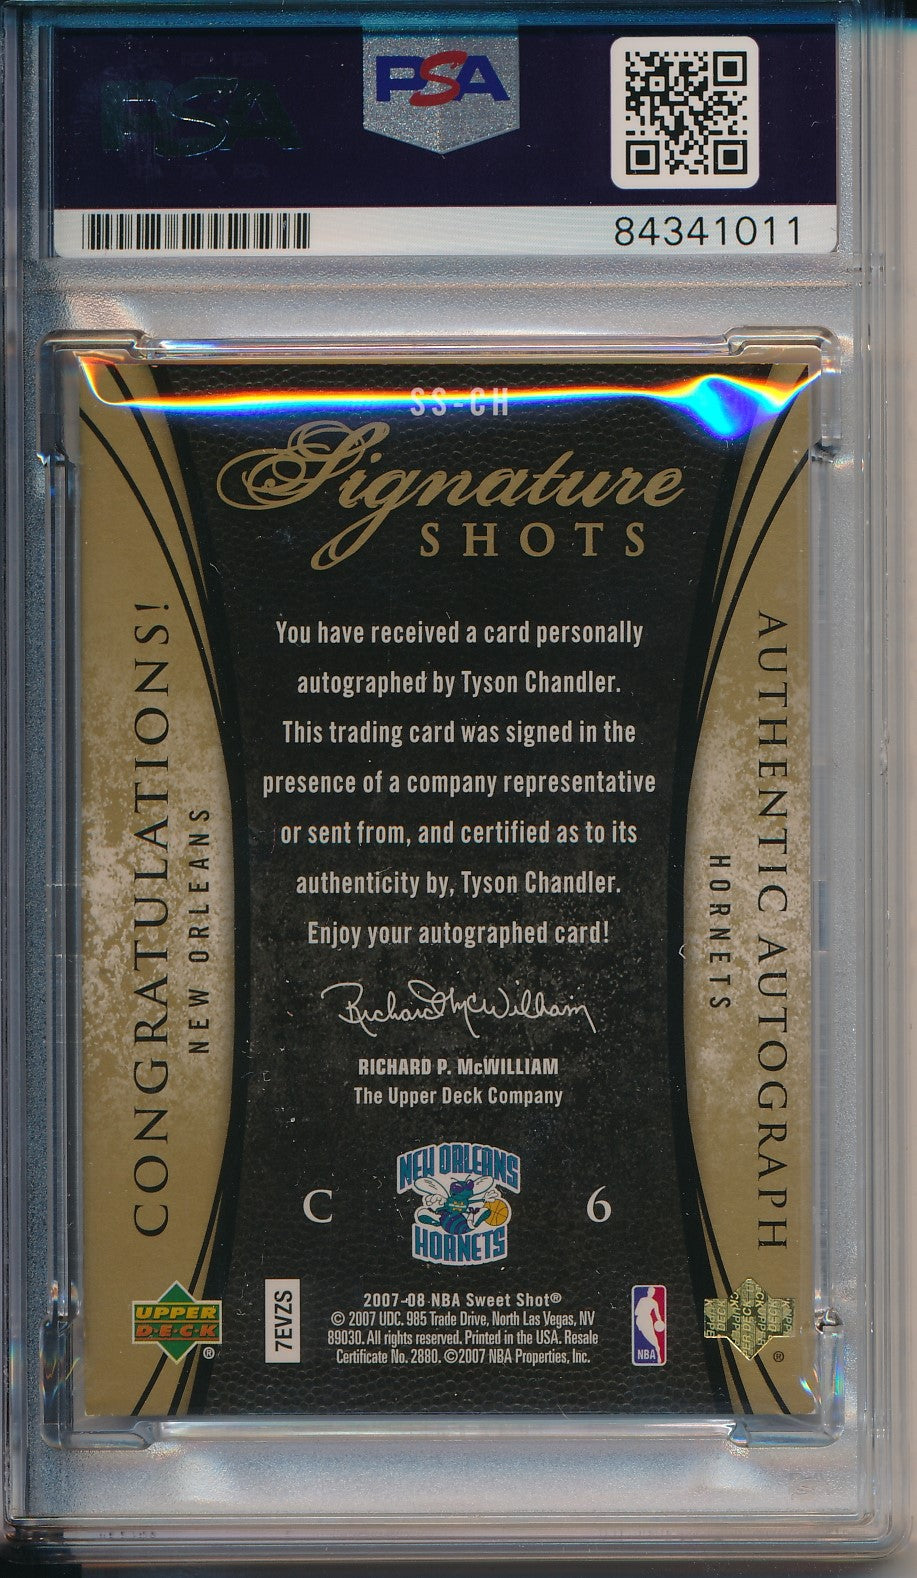 PSA
PSA
84341011
SS-CH
Signature
SHOTS
You have received a card personally
autographed by Tyson Chandler.
This trading card was signed in the
presence of a company representative
or sent from, and certified as to its
authenticity by, Tyson Chandler.
Enjoy your autographed card!
Richard McWilliam
RICHARD P. McWILLIAM
The Upper Deck Company
CONGRATULATIONS!
NEW ORLEANS
HORNETS
AUTHENTIC AUTOGRAPH
C
NEW ORLEANS
HORNETS
6
UPPER
DECK
®
7EVZS
2007-08 NBA Sweet Shot®
© 2007 UDC. 985 Trade Drive, North Las Vegas, NV
89030. All rights reserved. Printed in the USA. Resale
Certificate No. 2880. ©2007 NBA Properties, Inc.
NBA
®